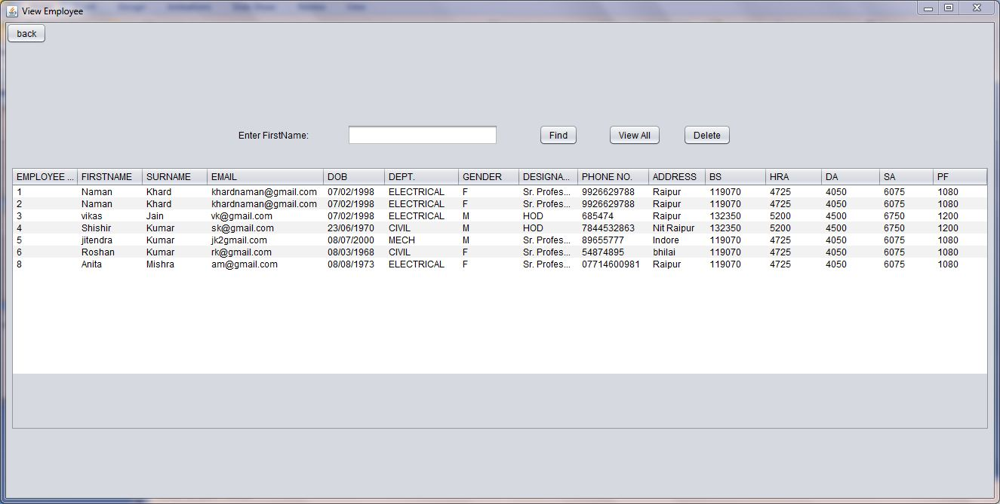 View Employee
back
Enter FirstName: Find View All Delete
EMPLOYEE ... FIRSTNAME SURNAME EMAIL DOB DEPT. GENDER DESIGNA... PHONE NO. ADDRESS BS HRA DA SA PF
1 Naman Khard khardnaman@gmail.com 07/02/1998 ELECTRICAL F Sr. Profes... 9926629788 Raipur 119070 4725 4050 6075 1080
2 Naman Khard khardnaman@gmail.com 07/02/1998 ELECTRICAL F Sr. Profes... 9926629788 Raipur 119070 4725 4050 6075 1080
3 vikas Jain vk@gmail.com 07/02/1998 ELECTRICAL M HOD 685474 Raipur 132350 5200 4500 6750 1200
4 Shishir Kumar sk@gmail.com 23/06/1970 CIVIL M HOD 7844532863 Nit Raipur 132350 5200 4500 6750 1200
5 jitendra Kumar jk2gmail.com 08/07/2000 MECH M Sr. Profes... 89655777 Indore 119070 4725 4050 6075 1080
6 Roshan Kumar rk@gmail.com 08/03/1968 CIVIL F Sr. Profes... 54874895 bhilai 119070 4725 4050 6075 1080
8 Anita Mishra am@gmail.com 08/08/1973 ELECTRICAL F Sr. Profes... 07714600981 Raipur 119070 4725 4050 6075 1080